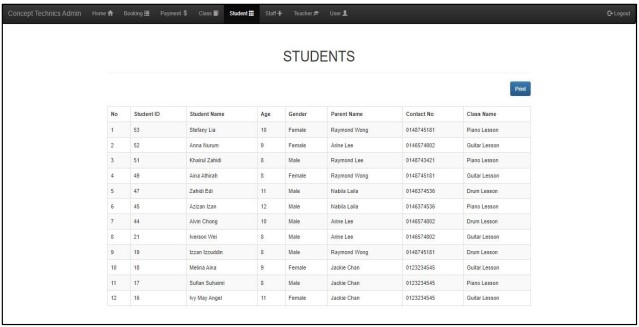 Concept Technics Admin Home Booking Payment $ Class Student Staff Teacher User Logout
STUDENTS
Print
No Student ID Student Name Age Gender Parent Name Contact No Class Name
1 53 Stefany Lia 10 Female Raymond Wong 0148745181 Piano Lesson
2 52 Anna Nurum 9 Female Arine Lee 0146574002 Guitar Lesson
3 51 Khairul Zahidi 8 Male Raymond Lee 0148743421 Piano Lesson
4 49 Aina Athirah 8 Female Raymond Wong 0148745181 Guitar Lesson
5 47 Zahidi Edi 11 Male Nabila Laila 0146374536 Drum Lesson
6 45 Azizan Izan 12 Male Nabila Laila 0146374536 Piano Lesson
7 44 Alvin Chong 10 Male Arine Lee 0146574002 Drum Lesson
8 21 Iverson Wei 8 Male Arine Lee 0146574002 Guitar Lesson
9 19 Izzan Izzuddin 8 Male Raymond Wong 0148745181 Drum Lesson
10 18 Melina Aira 9 Female Jackie Chan 0123234545 Guitar Lesson
11 17 Sufian Suhaimi 8 Male Jackie Chan 0123234545 Piano Lesson
12 16 Ivy May Angel 11 Female Jackie Chan 0123234545 Guitar Lesson